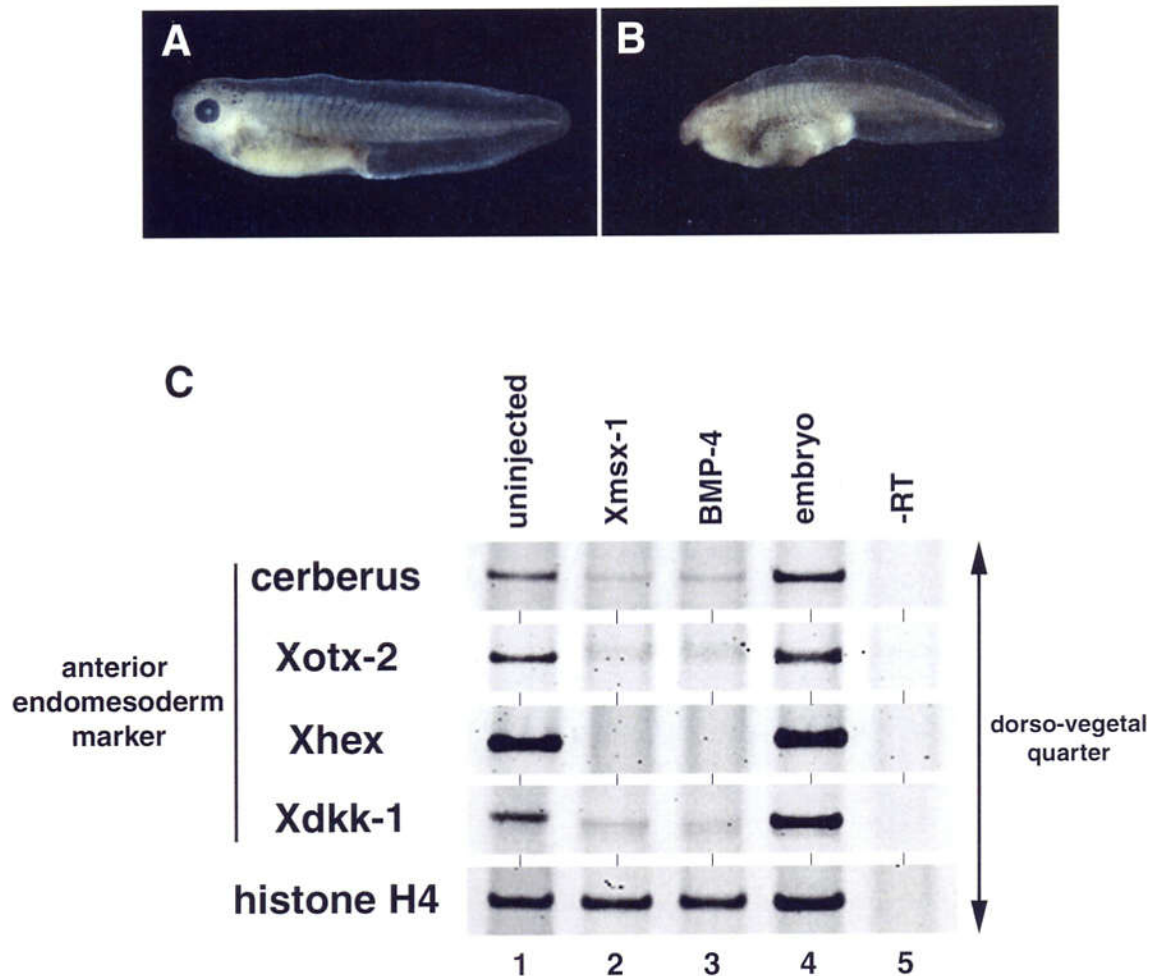 A
B
C
uninjected
Xmsx-1
BMP-4
embryo
-RT
cerberus
Xotx-2
Xhex
Xdkk-1
histone H4
anterior
endomesoderm
marker
dorso-vegetal
quarter
1 2 3 4 5